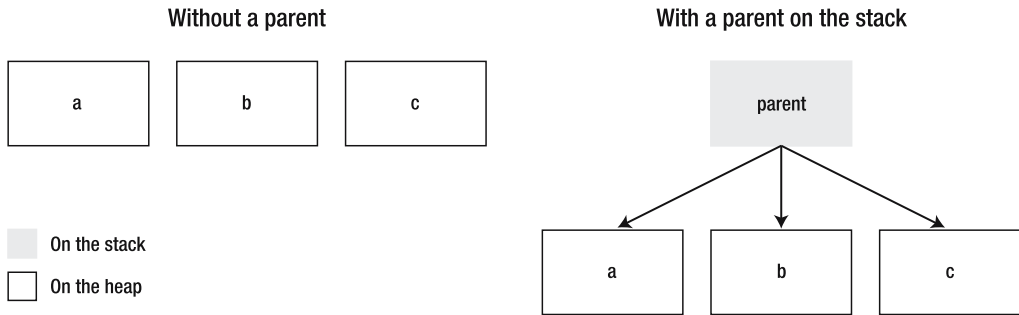 Without a parent
a
b
c
On the stack
On the heap
With a parent on the stack
parent
a
b
c